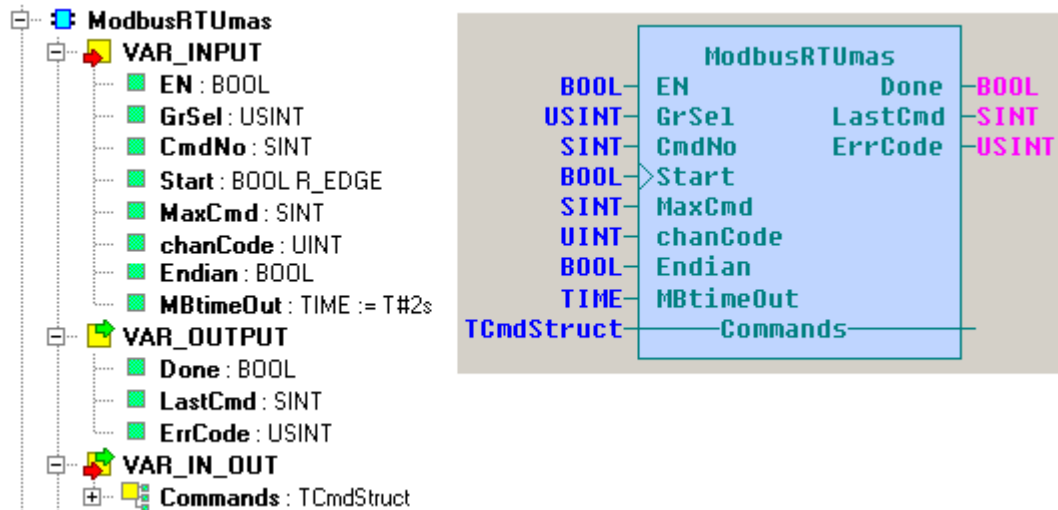 ModbusRTUmas
VAR_INPUT
EN : BOOL
GrSel : USINT
CmdNo : SINT
Start : BOOL R_EDGE
MaxCmd : SINT
chanCode : UINT
Endian : BOOL
MBtimeOut : TIME := T#2s
VAR_OUTPUT
Done : BOOL
LastCmd : SINT
ErrCode : USINT
VAR_IN_OUT
Commands : TCmdStruct
ModbusRTUmas
BOOL EN Done BOOL
USINT GrSel LastCmd SINT
SINT CmdNo ErrCode USINT
BOOL Start
SINT MaxCmd
UINT chanCode
BOOL Endian
TIME MBtimeOut
TCmdStruct Commands